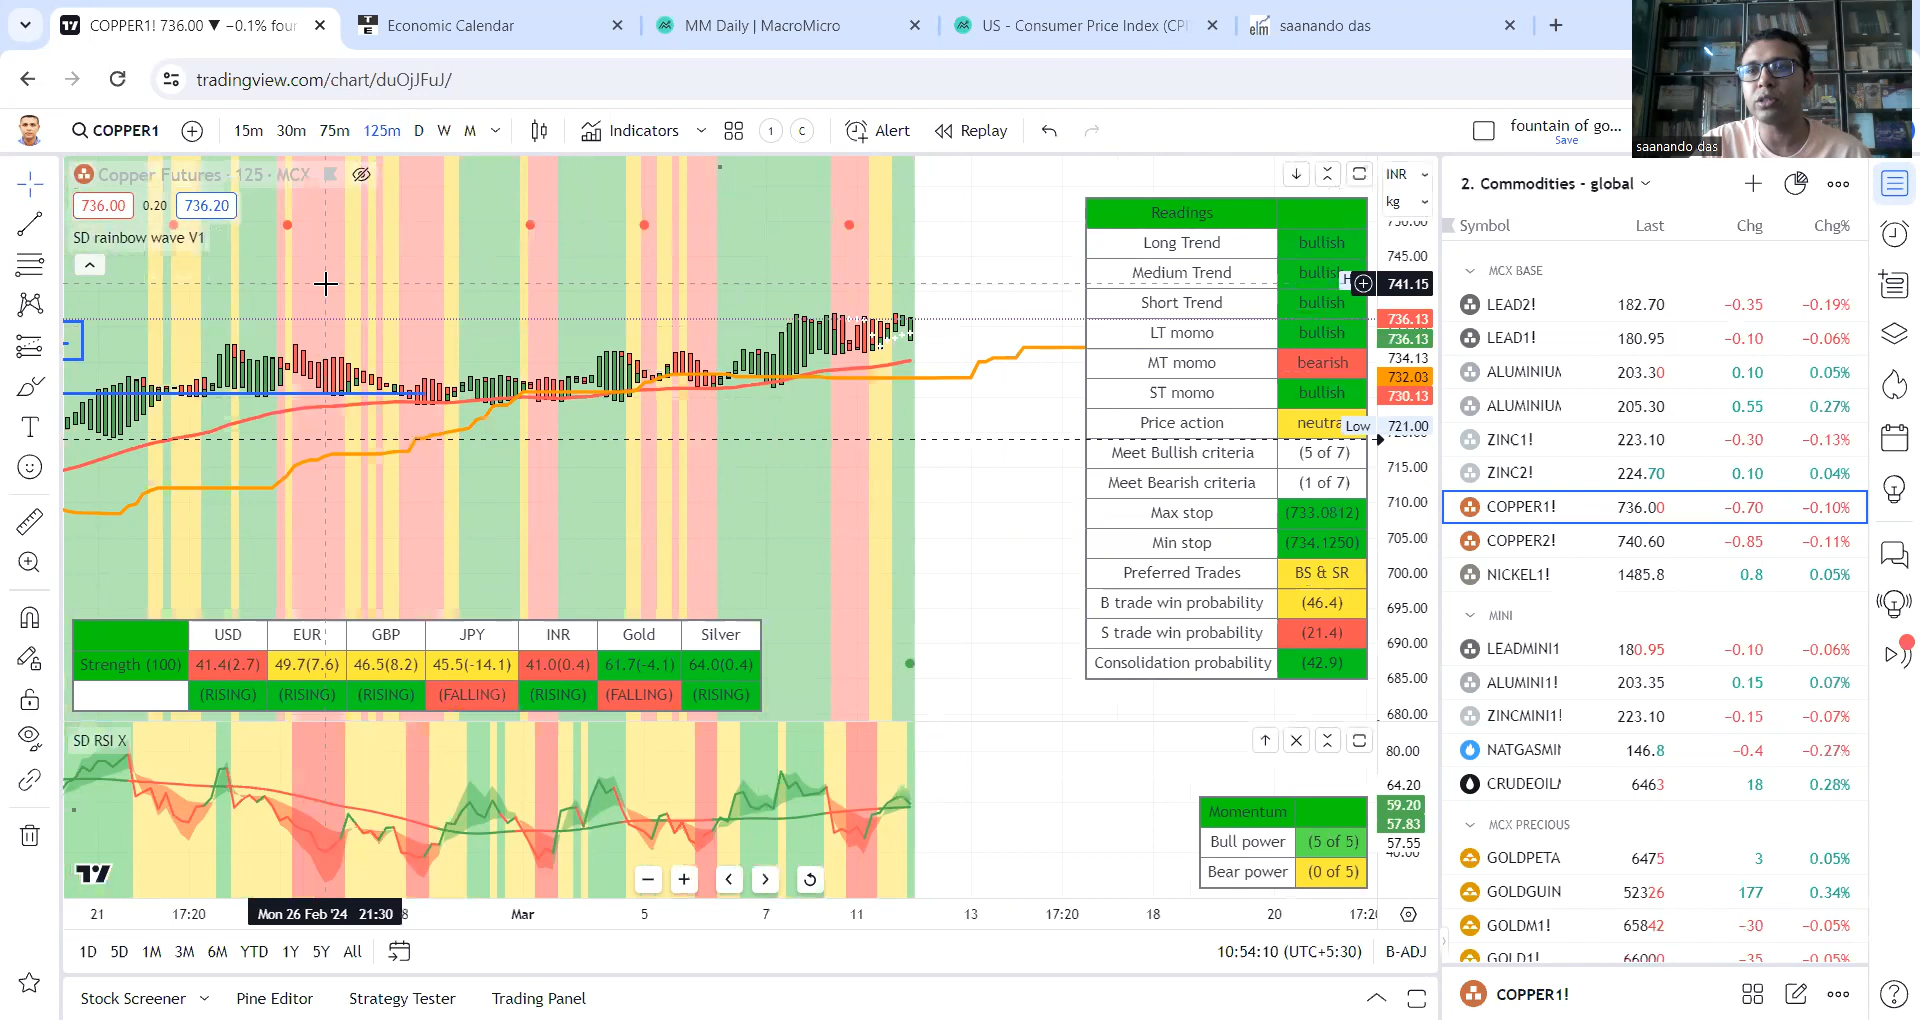 COPPER1! 736.00 ▼ −0.1% four
Economic Calendar
MM Daily | MacroMicro
US - Consumer Price Index (CPI
elm saanando das
tradingview.com/chart/duOjJFuJ/
COPPER1 15m 30m 75m 125m D W M Indicators 1 C Alert Replay
fountain of go...
Save
saanando das
Copper Futures · 125 · MCX
736.00 0.20 736.20
SD rainbow wave V1
INR
kg
Readings
Long Trend bullish
Medium Trend
Short Trend bullish
LT momo bullish
MT momo bearish
ST momo bullish
Price action
Meet Bullish criteria (5 of 7)
Meet Bearish criteria (1 of 7)
Max stop (733.0812)
Min stop (734.1250)
Preferred Trades BS & SR
B trade win probability (46.4)
S trade win probability (21.4)
Consolidation probability (42.9)
745.00
741.15
736.13
736.13
734.13
732.03
730.13
Low 721.00
715.00
710.00
705.00
700.00
695.00
690.00
685.00
680.00
USD EUR GBP JPY INR Gold Silver
Strength (100) 41.4(2.7) 49.7(7.6) 46.5(8.2) 45.5(-14.1) 41.0(0.4) 61.7(-4.1) 64.0(0.4)
(RISING) (RISING) (RISING) (FALLING) (RISING) (FALLING) (RISING)
SD RSI X
80.00
64.20
59.20
57.83
57.55
40.00
Momentum
Bull power (5 of 5)
Bear power (0 of 5)
21 17:20 Mon 26 Feb '24 21:30 8 Mar 5 7 11 13 17:20 18 20 17:20
1D 5D 1M 3M 6M YTD 1Y 5Y All
10:54:10 (UTC+5:30) B-ADJ
Stock Screener Pine Editor Strategy Tester Trading Panel
2. Commodities - global
Symbol Last Chg Chg%
MCX BASE
LEAD2! 182.70 −0.35 −0.19%
LEAD1! 180.95 −0.10 −0.06%
ALUMINIUM 203.30 0.10 0.05%
ALUMINIUM 205.30 0.55 0.27%
ZINC1! 223.10 −0.30 −0.13%
ZINC2! 224.70 0.10 0.04%
COPPER1! 736.00 −0.70 −0.10%
COPPER2! 740.60 −0.85 −0.11%
NICKEL1! 1485.8 0.8 0.05%
MINI
LEADMINI1 180.95 −0.10 −0.06%
ALUMINI1! 203.35 0.15 0.07%
ZINCMINI1! 223.10 −0.15 −0.07%
NATGASMIN 146.8 −0.4 −0.27%
CRUDEOILM 6463 18 0.28%
MCX PRECIOUS
GOLDPETA 6475 3 0.05%
GOLDGUIN 52326 177 0.34%
GOLDM1! 65842 −30 −0.05%
GOLD1! 66000 −35 −0.05%
COPPER1!